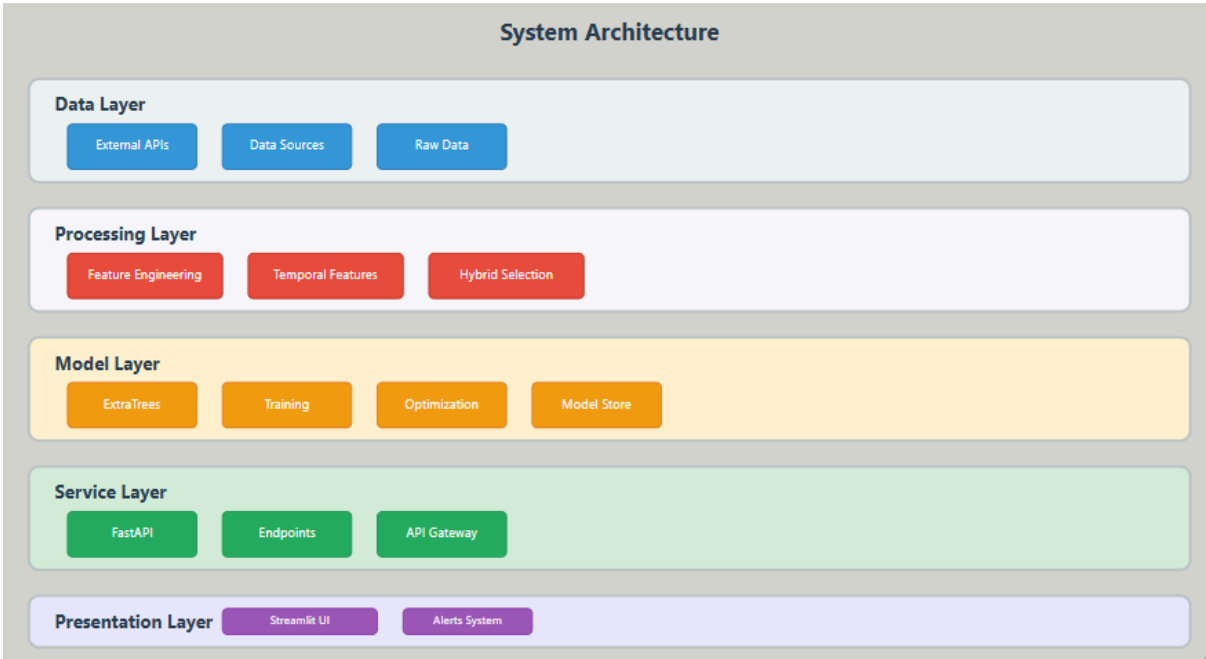 System Architecture
Data Layer
External APIs
Data Sources
Raw Data
Processing Layer
Feature Engineering
Temporal Features
Hybrid Selection
Model Layer
ExtraTrees
Training
Optimization
Model Store
Service Layer
FastAPI
Endpoints
API Gateway
Presentation Layer
Streamlit UI
Alerts System